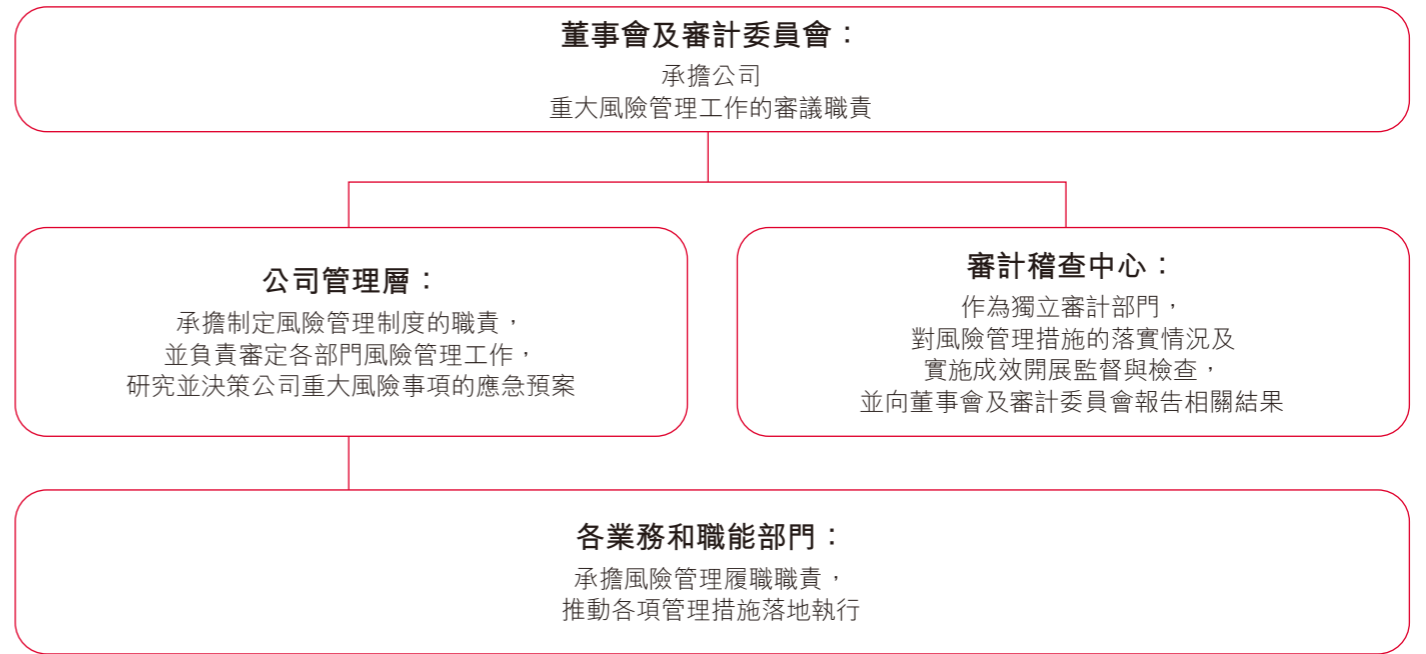 董事會及審計委員會：
承擔公司
重大風險管理工作的審議職責
公司管理層：
承擔制定風險管理制度的職責，
並負責審定各部門風險管理工作，
研究並決策公司重大風險事項的應急預案
審計稽查中心：
作為獨立審計部門，
對風險管理措施的落實情況及
實施成效開展監督與檢查，
並向董事會及審計委員會報告相關結果
各業務和職能部門：
承擔風險管理履職職責，
推動各項管理措施落地執行